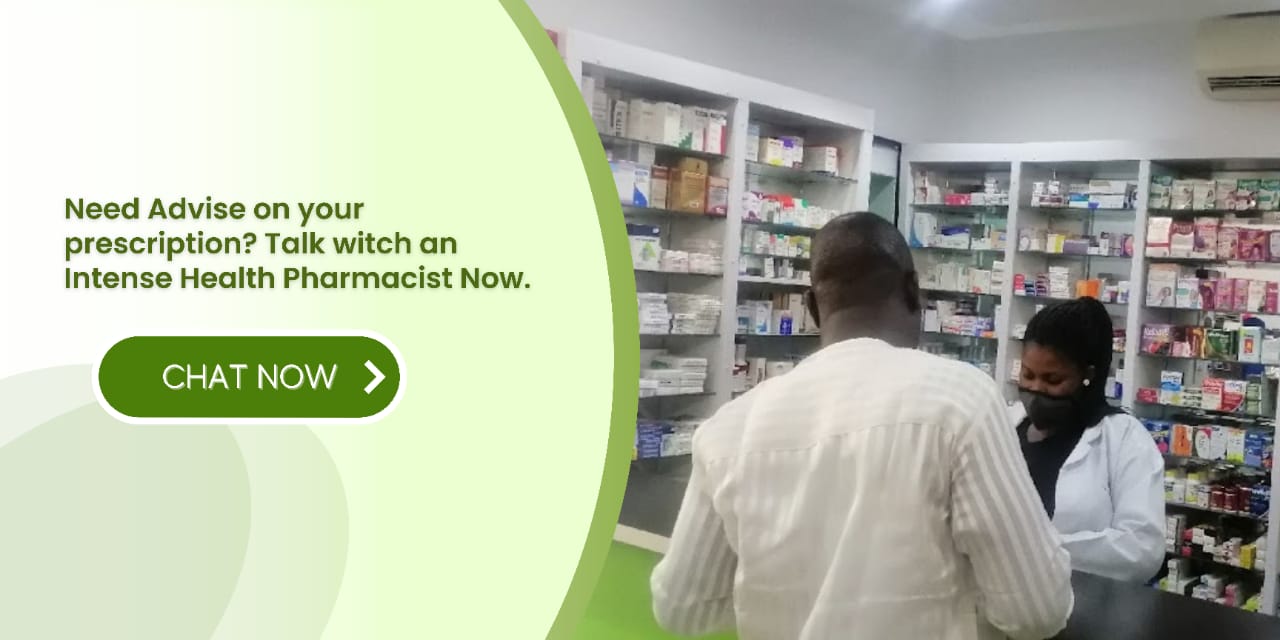 Need Advise on your
prescription? Talk witch an
Intense Health Pharmacist Now.
CHAT NOW